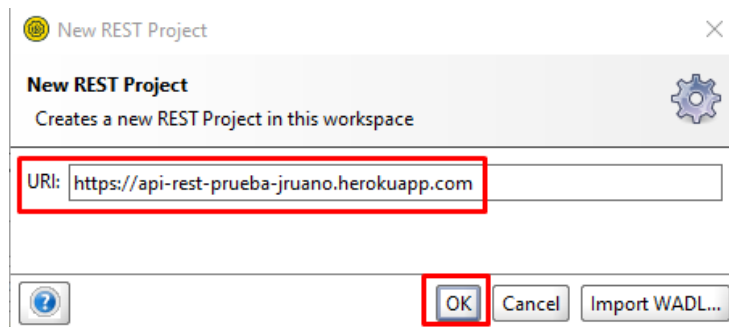 New REST Project
New REST Project
Creates a new REST Project in this workspace
URI: https://api-rest-prueba-jruano.herokuapp.com
? OK Cancel Import WADL...